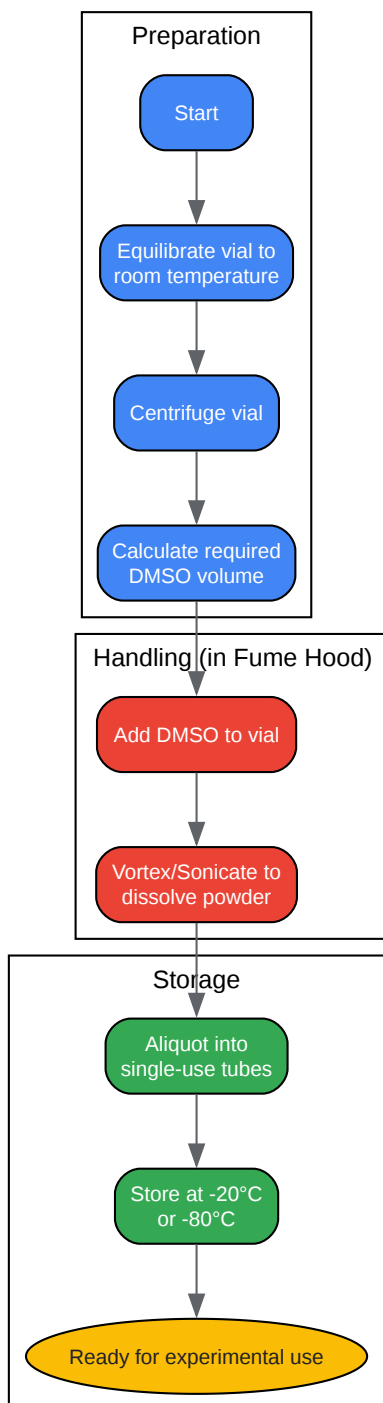 Preparation
Start
Equilibrate vial to
room temperature
Centrifuge vial
Calculate required
DMSO volume
Handling (in Fume Hood)
Add DMSO to vial
Vortex/Sonicate to
dissolve powder
Storage
Aliquot into
single-use tubes
Store at -20°C
or -80°C
Ready for experimental use